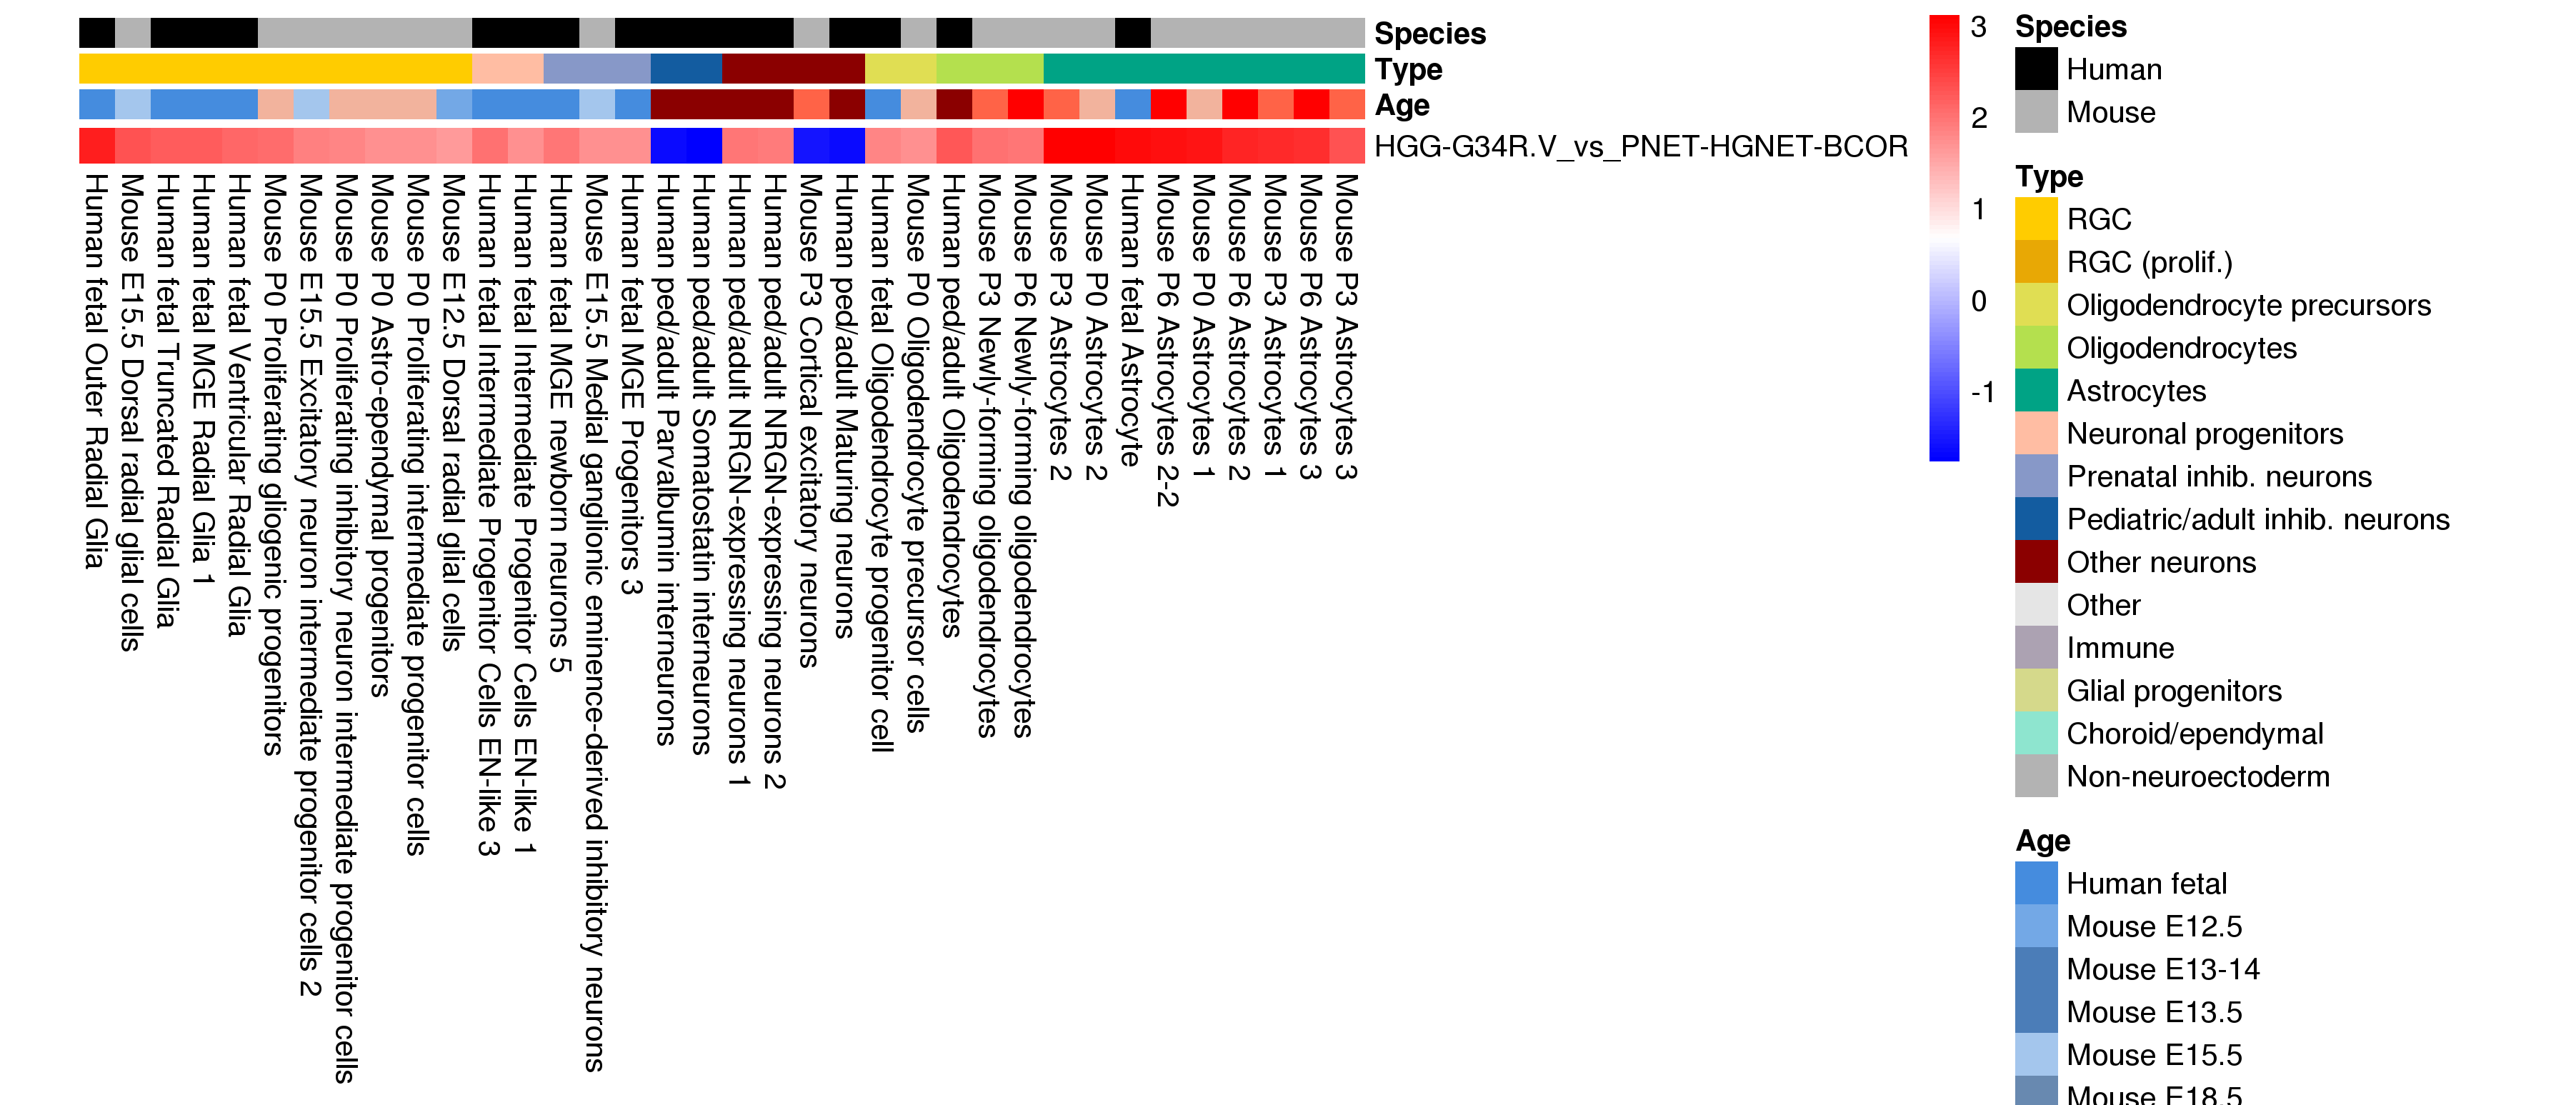 Species
Type
Age
HGG-G34R.V_vs_PNET-HGNET-BCOR
Human fetal Outer Radial Glia
Mouse E15.5 Dorsal radial glial cells
Human fetal Truncated Radial Glia
Human fetal MGE Radial Glia 1
Human fetal Ventricular Radial Glia
Mouse P0 Proliferating gliogenic progenitors
Mouse E15.5 Excitatory neuron intermediate progenitor cells 2
Mouse P0 Proliferating inhibitory neuron intermediate progenitor cells
Mouse P0 Astro-ependymal progenitors
Mouse P0 Proliferating intermediate progenitor cells
Mouse E12.5 Dorsal radial glial cells
Human fetal Intermediate Progenitor Cells EN-like 3
Human fetal Intermediate Progenitor Cells EN-like 1
Human fetal MGE newborn neurons 5
Mouse E15.5 Medial ganglionic eminence-derived inhibitory neurons
Human fetal MGE Progenitors 3
Human ped/adult Parvalbumin interneurons
Human ped/adult Somatostatin interneurons
Human ped/adult NRGN-expressing neurons 1
Human ped/adult NRGN-expressing neurons 2
Mouse P3 Cortical excitatory neurons
Human ped/adult Maturing neurons
Human fetal Oligodendrocyte progenitor cell
Mouse P0 Oligodendrocyte precursor cells
Human ped/adult Oligodendrocytes
Mouse P3 Newly-forming oligodendrocytes
Mouse P6 Newly-forming oligodendrocytes
Mouse P3 Astrocytes 2
Mouse P0 Astrocytes 2
Human fetal Astrocyte
Mouse P6 Astrocytes 2-2
Mouse P0 Astrocytes 1
Mouse P6 Astrocytes 2
Mouse P3 Astrocytes 1
Mouse P6 Astrocytes 3
Mouse P3 Astrocytes 3
3
2
1
0
-1
Species
Human
Mouse
Type
RGC
RGC (prolif.)
Oligodendrocyte precursors
Oligodendrocytes
Astrocytes
Neuronal progenitors
Prenatal inhib. neurons
Pediatric/adult inhib. neurons
Other neurons
Other
Immune
Glial progenitors
Choroid/ependymal
Non-neuroectoderm
Age
Human fetal
Mouse E12.5
Mouse E13-14
Mouse E13.5
Mouse E15.5
Mouse E18.5